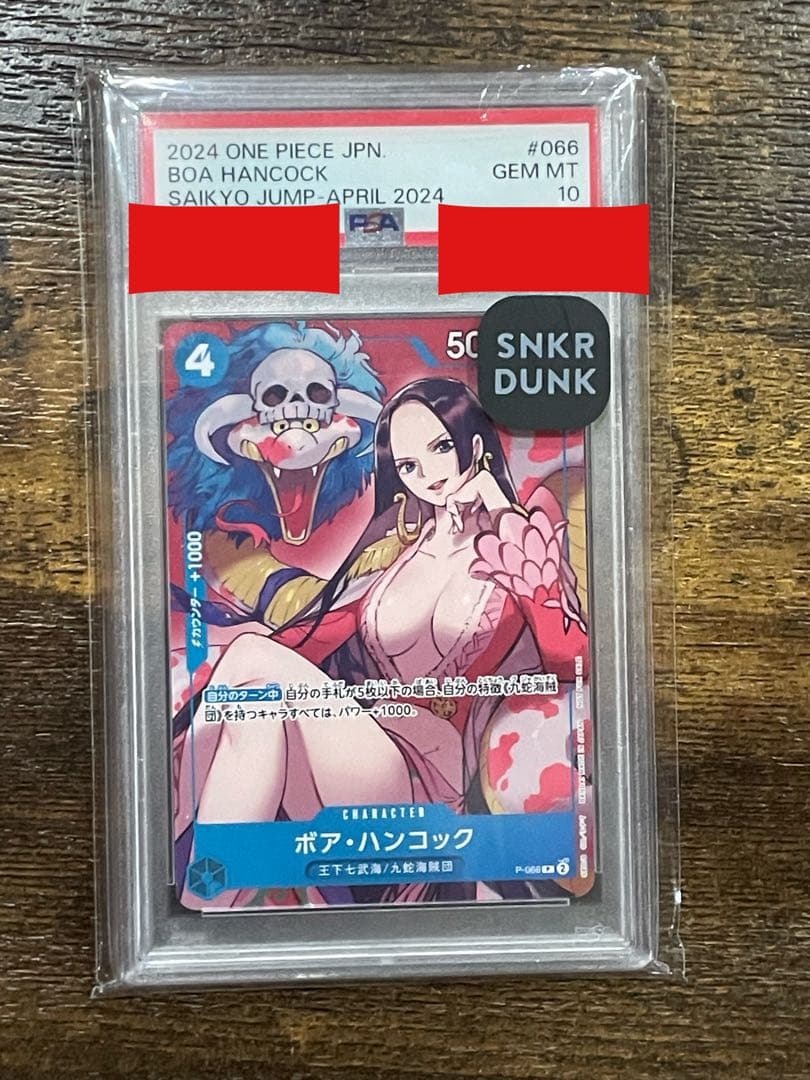 2024 ONE PIECE JPN. #066
BOA HANCOCK GEM MT
SAIKYO JUMP-APRIL 2024 10
PSA
SNKR
DUNK
4
50
カウンター +1000
自分のターン中 自分の手札が5枚以下の場合、自分の特徴《九蛇海賊
団》を持つキャラすべては、パワー+1000。
CHARACTER
ボア・ハンコック
王下七武海/九蛇海賊団
P-066 P 2